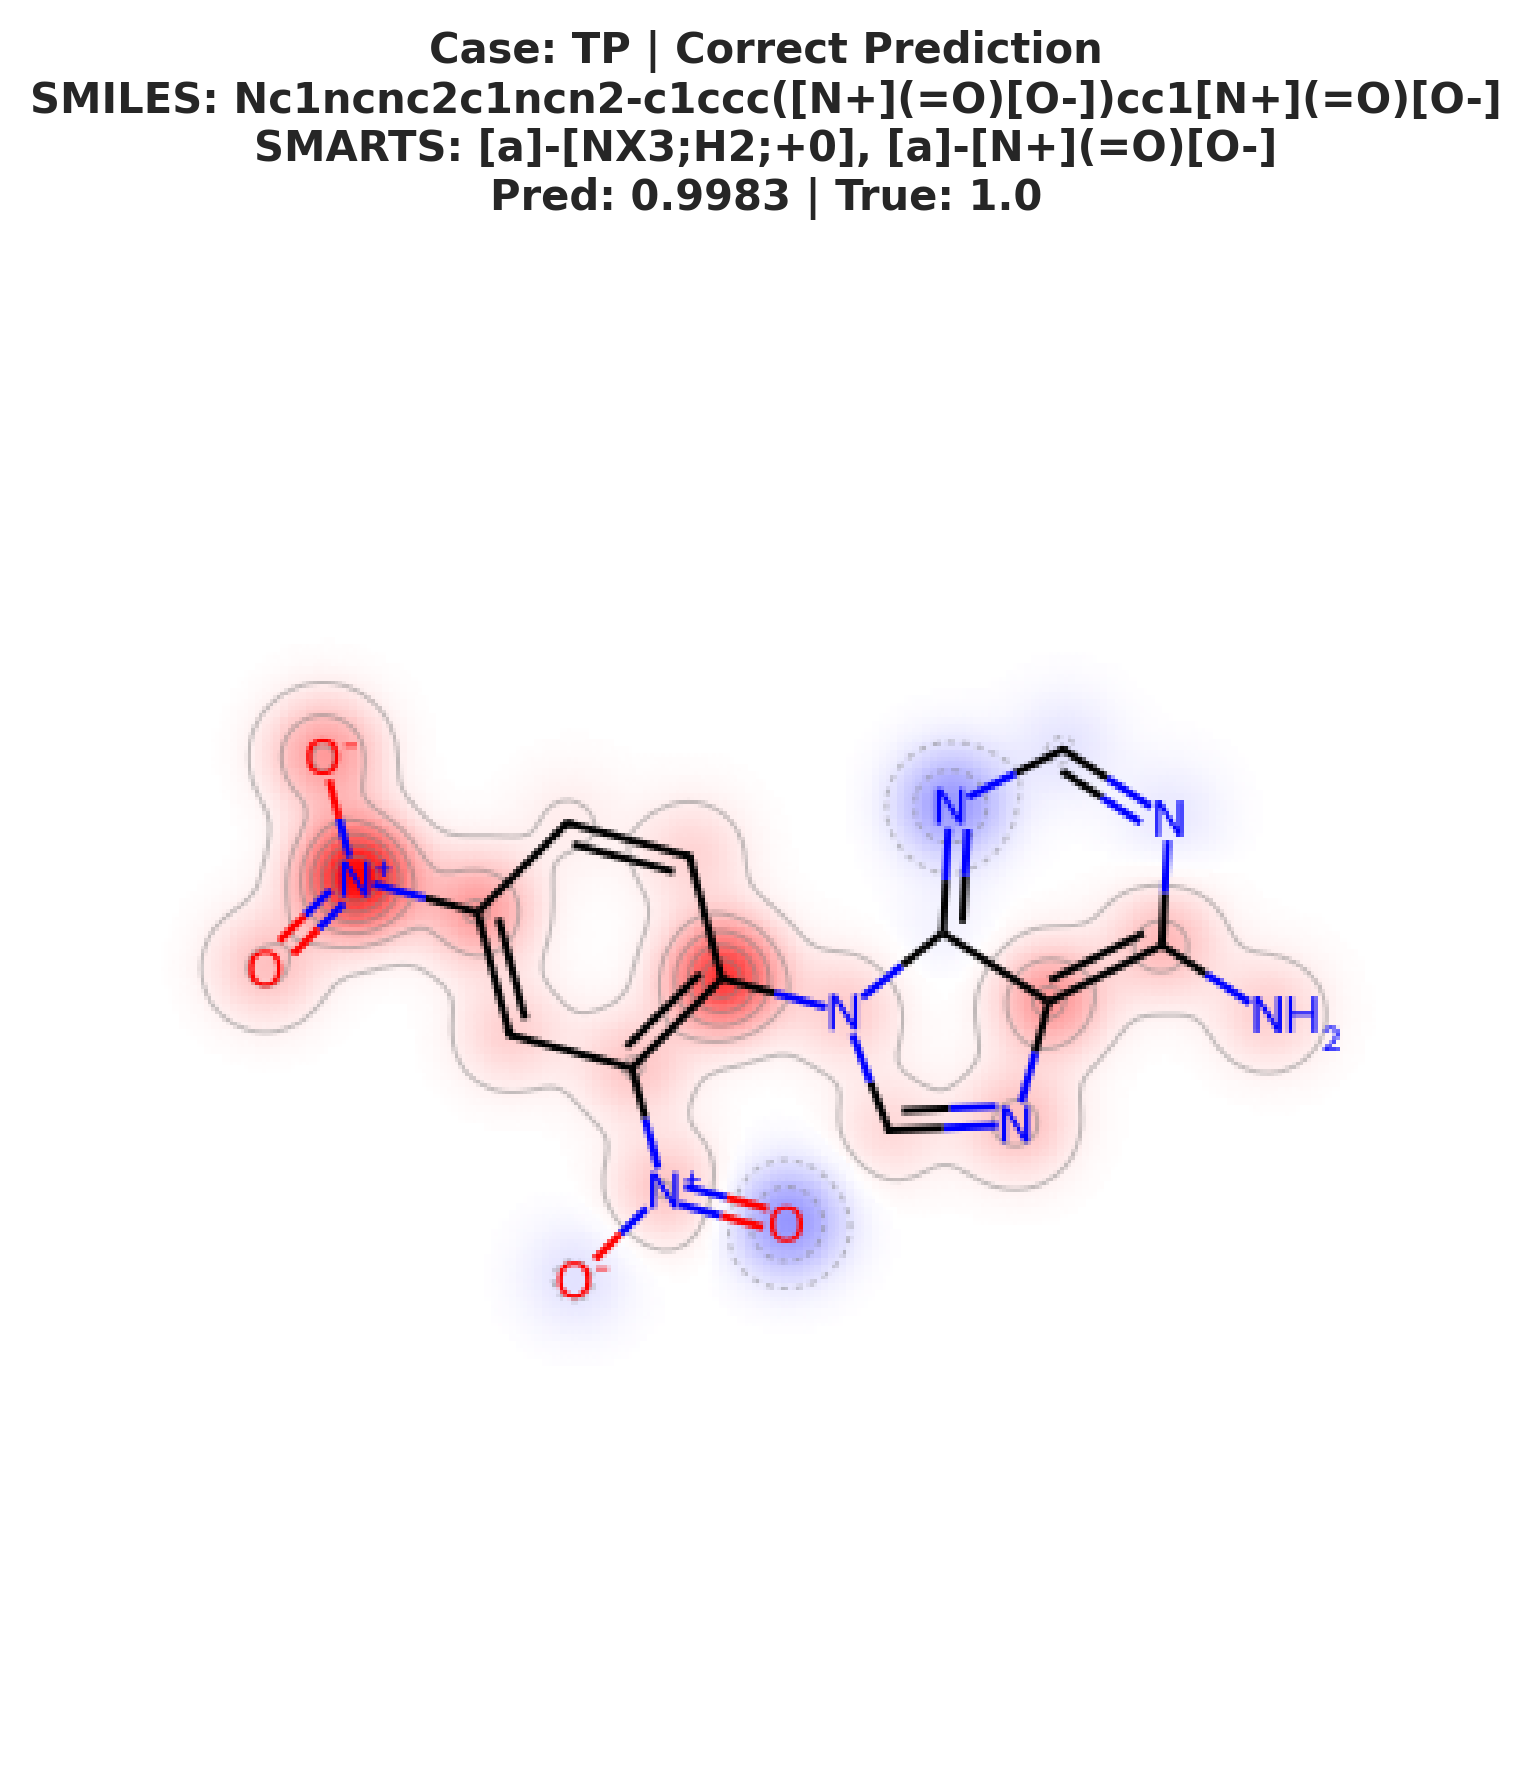 Case: TP | Correct Prediction
SMILES: Nc1ncnc2c1ncn2-c1ccc([N+](=O)[O-])cc1[N+](=O)[O-]
SMARTS: [a]-[NX3;H2;+0], [a]-[N+](=O)[O-]
Pred: 0.9983 | True: 1.0
O-
N+
O
N
N
N
NH2
N
N+
O
O-